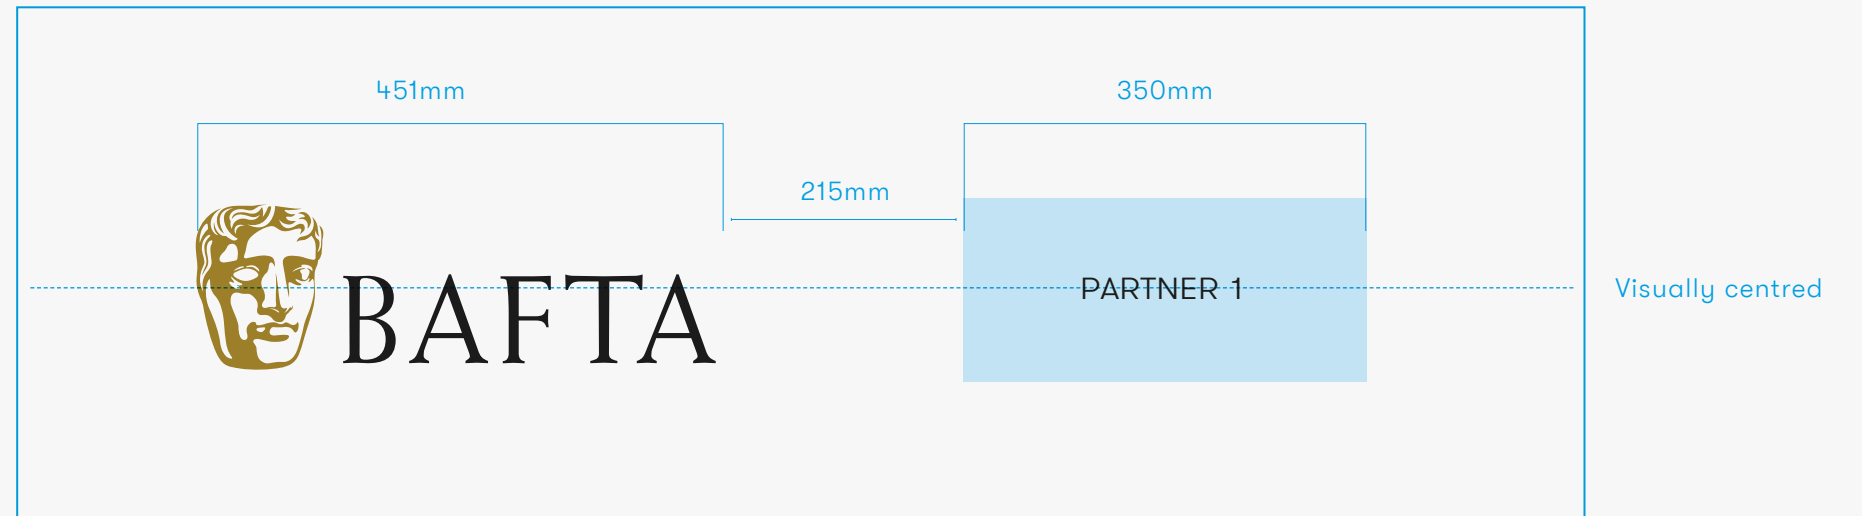 451mm
350mm
215mm
BAFTA
PARTNER 1
Visually centred